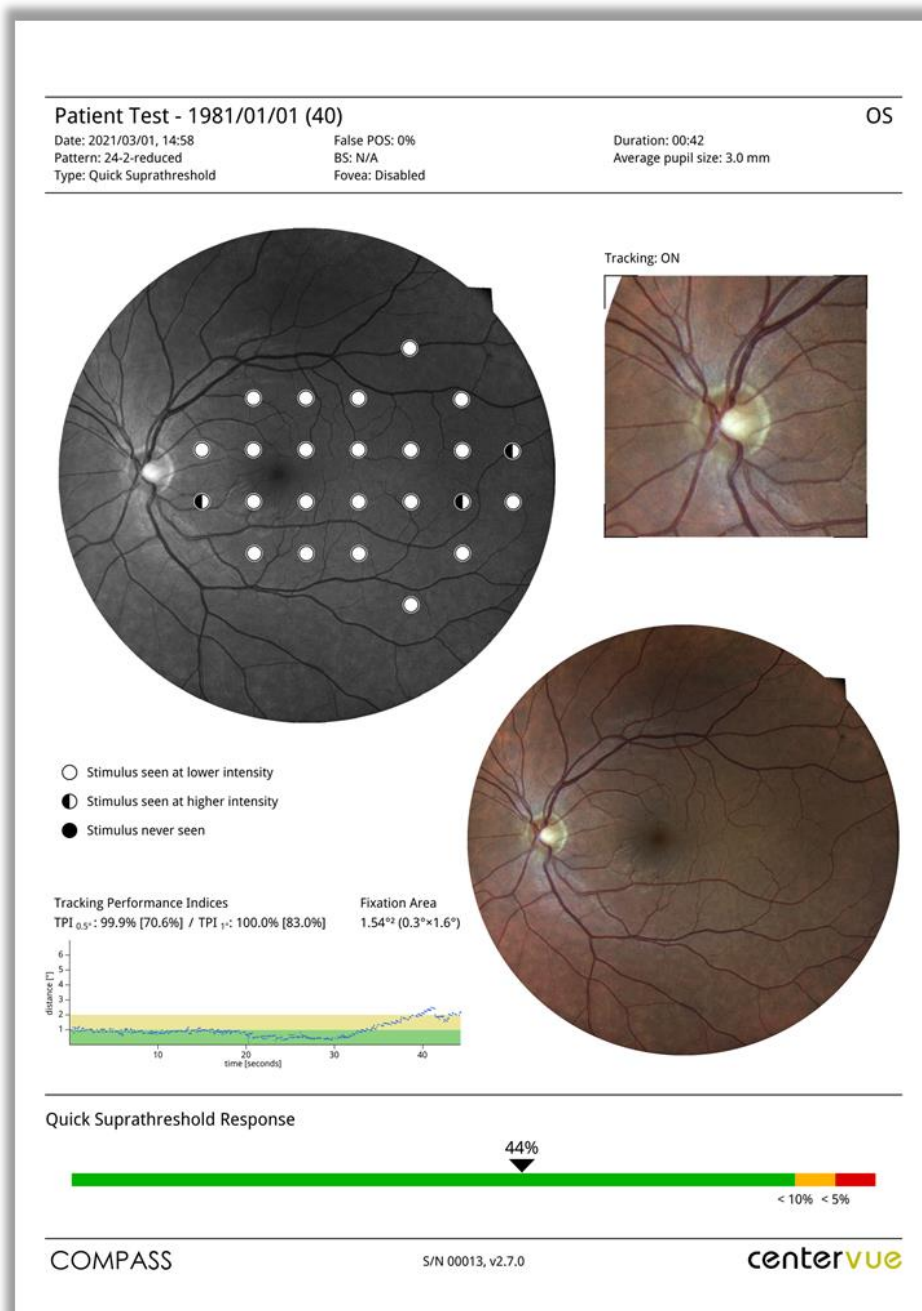 Patient Test - 1981/01/01 (40)
OS
Date: 2021/03/01, 14:58
False POS: 0%
Duration: 00:42
Pattern: 24-2-reduced
BS: N/A
Average pupil size: 3.0 mm
Type: Quick Suprathreshold
Fovea: Disabled
Tracking: ON
Stimulus seen at lower intensity
Stimulus seen at higher intensity
Stimulus never seen
Tracking Performance Indices
Fixation Area
TPI 0.5°: 99.9% [70.6%] / TPI 1°: 100.0% [83.0%]
1.54°² (0.3°×1.6°)
distance [°]
6
5
4
3
2
1
10 20 30 40
time [seconds]
Quick Suprathreshold Response
44%
< 10% < 5%
COMPASS
S/N 00013, v2.7.0
centervue